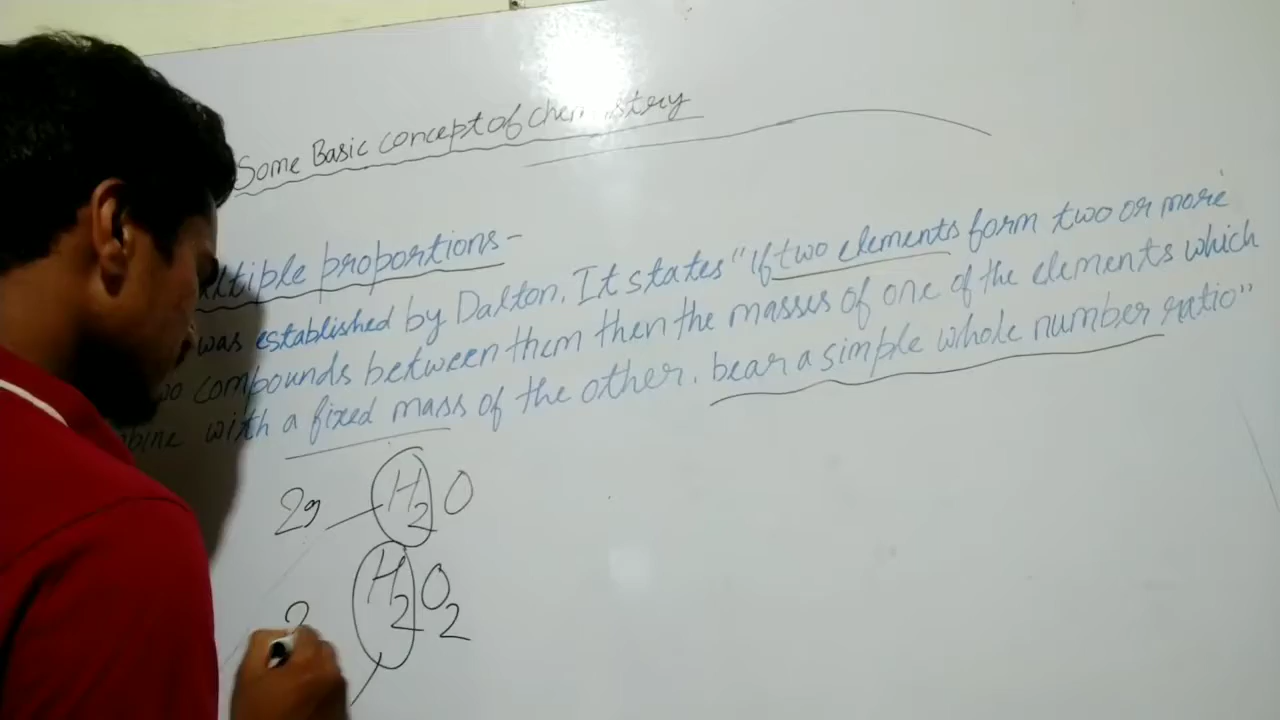 Some Basic concept of chemistry
ltiple proportions-
was established by Dalton. It states "If two elements form two or more
compounds between them then the masses of one of the elements which
bine with a fixed mass of the other. bear a simple whole number ratio"
2g H2O
2 H2O2